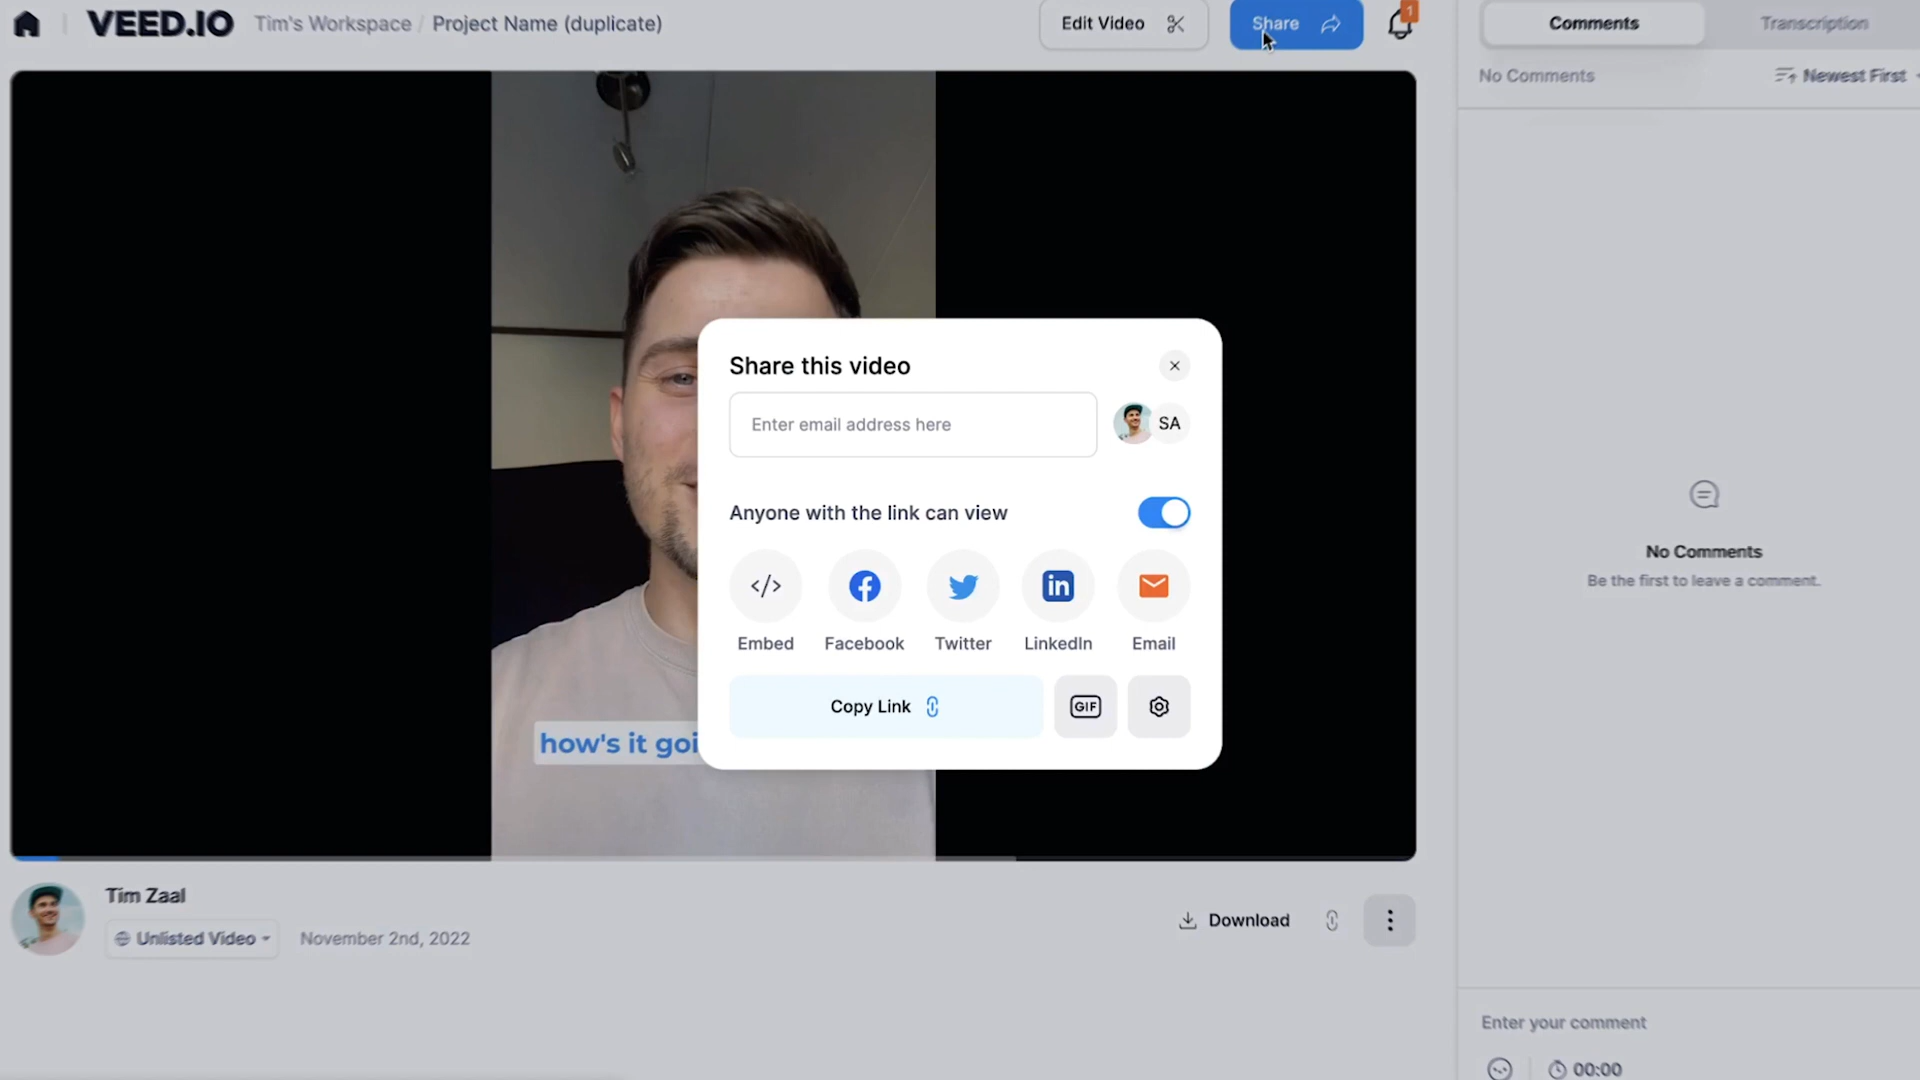 VEED.IO Tim's Workspace / Project Name (duplicate)
Edit Video
Share
1
Comments
Transcription
No Comments
Newest First
Share this video
Enter email address here
SA
Anyone with the link can view
Embed
Facebook
Twitter
LinkedIn
Email
Copy Link
GIF
how's it goi
No Comments
Be the first to leave a comment.
Tim Zaal
Unlisted Video
November 2nd, 2022
Download
Enter your comment
00:00